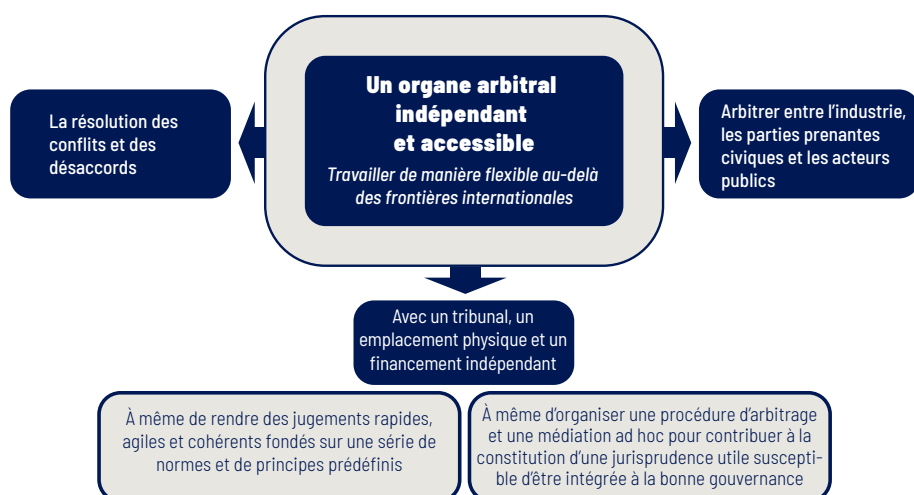 Un organe arbitral
indépendant
et accessible
Travailler de manière flexible au-delà
des frontières internationales
La résolution des
conflits et des
désaccords
Arbitrer entre l'industrie,
les parties prenantes
civiques et les acteurs
publics
Avec un tribunal, un
emplacement physique et un
financement indépendant
À même de rendre des jugements rapides,
agiles et cohérents fondés sur une série de
normes et de principes prédéfinis
À même d'organiser une procédure d'arbitrage
et une médiation ad hoc pour contribuer à la
constitution d'une jurisprudence utile suscepti-
ble d'être intégrée à la bonne gouvernance